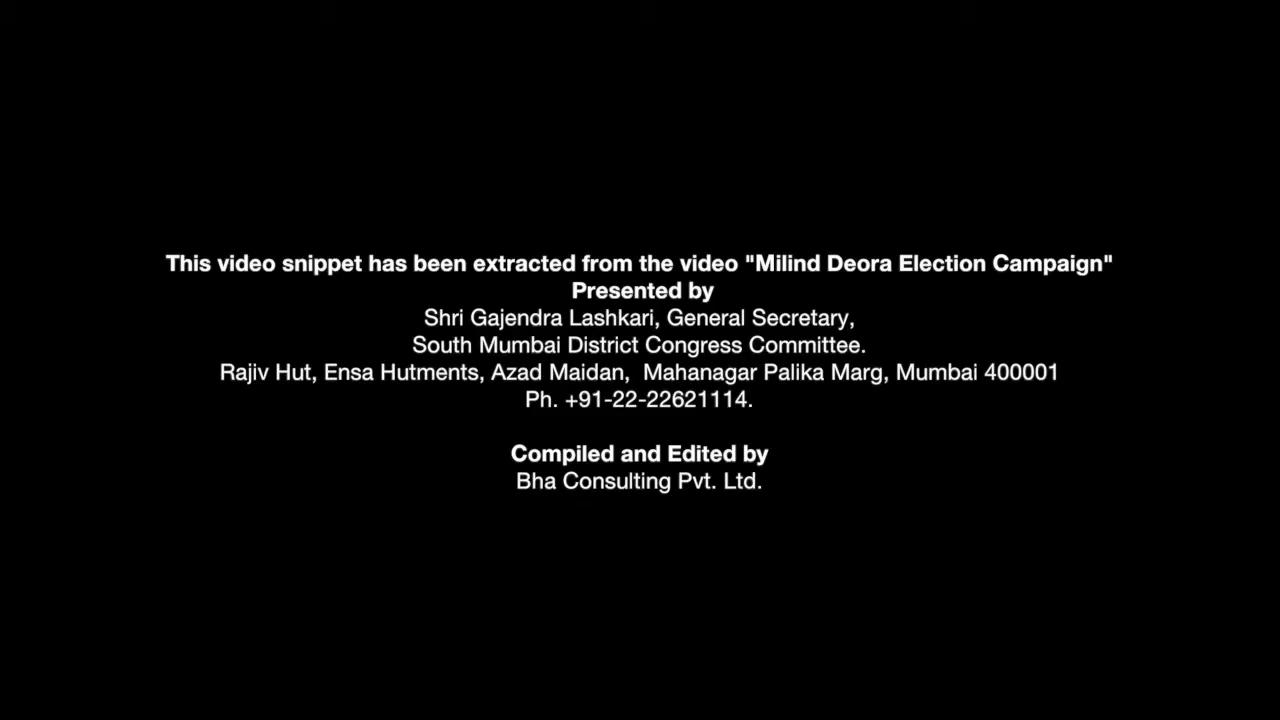 This video snippet has been extracted from the video "Milind Deora Election Campaign"
Presented by
Shri Gajendra Lashkari, General Secretary,
South Mumbai District Congress Committee.
Rajiv Hut, Ensa Hutments, Azad Maidan,  Mahanagar Palika Marg, Mumbai 400001
Ph. +91-22-22621114.
Compiled and Edited by
Bha Consulting Pvt. Ltd.